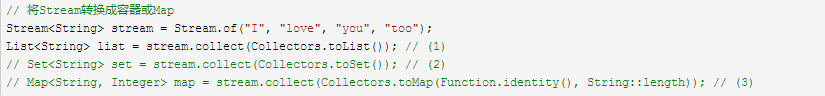 // 将Stream转换成容器或Map
Stream<String> stream = Stream.of("I", "love", "you", "too");
List<String> list = stream.collect(Collectors.toList()); // (1)
// Set<String> set = stream.collect(Collectors.toSet()); // (2)
// Map<String, Integer> map = stream.collect(Collectors.toMap(Function.identity(), String::length)); // (3)